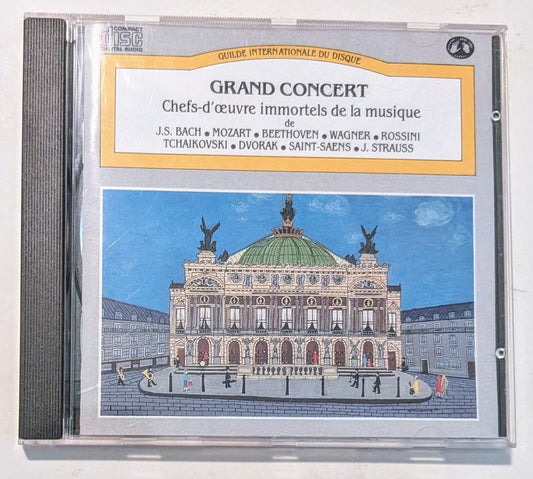 COMPACT
disc
DIGITAL AUDIO
GUILDE INTERNATIONALE DU DISQUE
GRAND CONCERT
Chefs-d'œuvre immortels de la musique
de
J.S. BACH • MOZART • BEETHOVEN • WAGNER • ROSSINI
TCHAIKOVSKI • DVORAK • SAINT-SAENS • J. STRAUSS